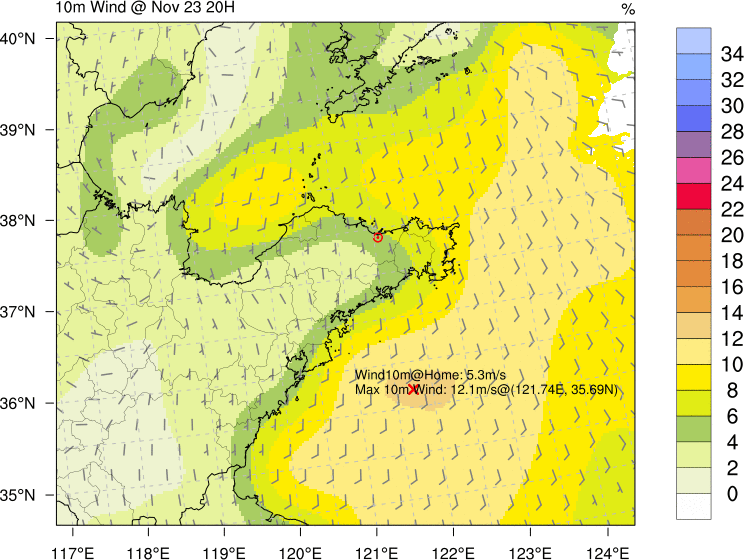 10m Wind @ Nov 23 20H
%
40°N
39°N
38°N
37°N
36°N
35°N
117°E
118°E
119°E
120°E
121°E
122°E
123°E
124°E
Wind10m@Home: 5.3m/s
Max 10m Wind: 12.1m/s@(121.74E, 35.69N)
34
32
30
28
26
24
22
20
18
16
14
12
10
8
6
4
2
0